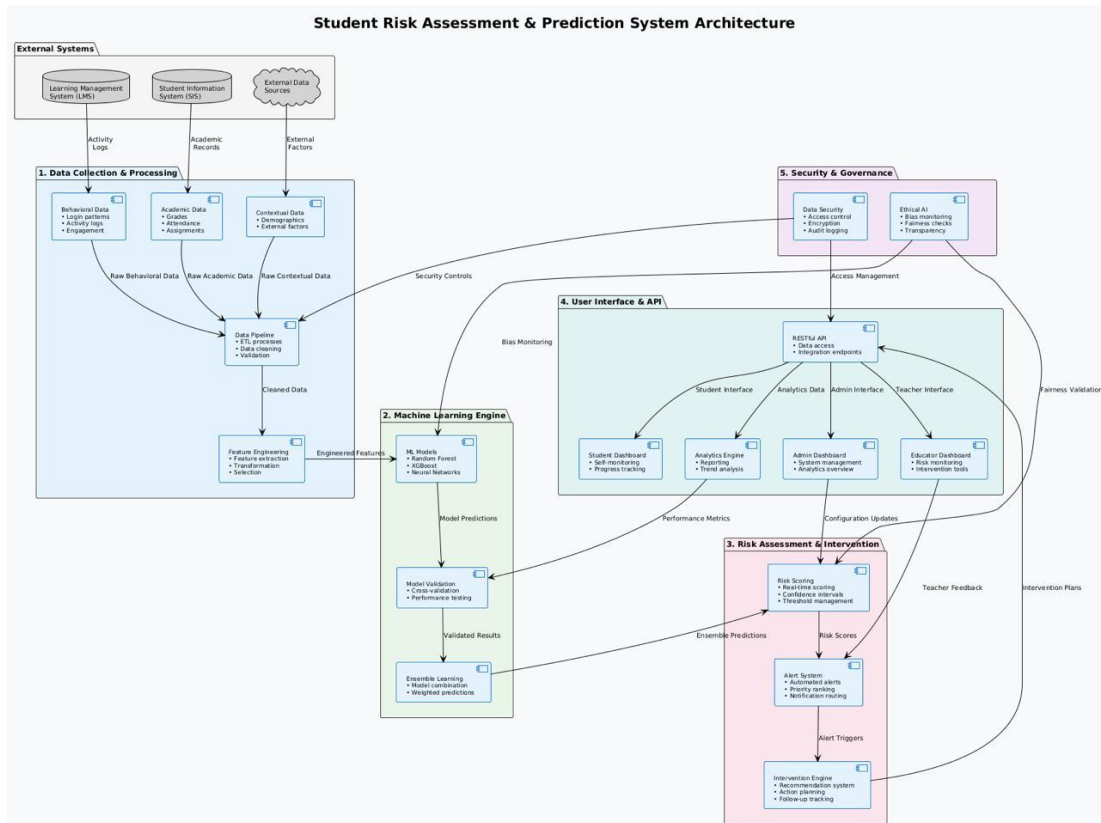 Student Risk Assessment & Prediction System Architecture
External Systems
Learning Management
System (LMS)
Student Information
System (SIS)
External Data
Sources
Activity
Logs
Academic
Records
External
Factors
1. Data Collection & Processing
Behavioral Data
• Login patterns
• Activity logs
• Engagement
Academic Data
• Grades
• Attendance
• Assignments
Contextual Data
• Demographics
• External factors
Raw Behavioral Data
Raw Academic Data
Raw Contextual Data
Data Pipeline
• ETL processes
• Data cleaning
• Validation
Cleaned Data
Feature Engineering
• Feature extraction
• Transformation
• Selection
Engineered Features
5. Security & Governance
Data Security
• Access control
• Encryption
• Audit logging
Ethical AI
• Bias monitoring
• Fairness checks
• Transparency
Security Controls
Access Management
Bias Monitoring
Fairness Validation
4. User Interface & API
RESTful API
• Data access
• Integration endpoints
Student Interface
Analytics Data
Admin Interface
Teacher Interface
Student Dashboard
• Self-monitoring
• Progress tracking
Analytics Engine
• Reporting
• Trend analysis
Admin Dashboard
• System management
• Analytics overview
Educator Dashboard
• Risk monitoring
• Intervention tools
2. Machine Learning Engine
ML Models
• Random Forest
• XGBoost
• Neural Networks
Model Predictions
Performance Metrics
Configuration Updates
Model Validation
• Cross-validation
• Performance testing
Validated Results
Ensemble Learning
• Model combination
• Weighted predictions
Ensemble Predictions
3. Risk Assessment & Intervention
Risk Scoring
• Real-time scoring
• Confidence intervals
• Threshold management
Teacher Feedback
Intervention Plans
Risk Scores
Alert System
• Automated alerts
• Priority ranking
• Notification routing
Alert Triggers
Intervention Engine
• Recommendation system
• Action planning
• Follow-up tracking